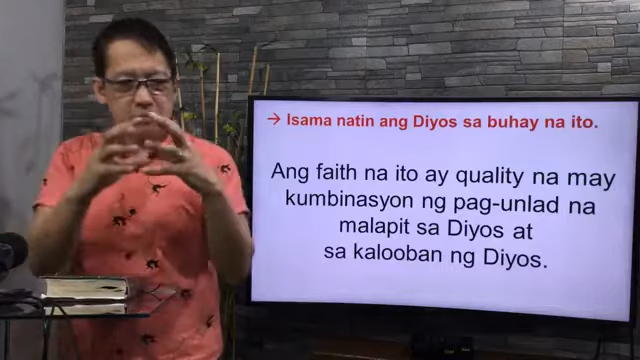 → Isama natin ang Diyos sa buhay na ito.
Ang faith na ito ay quality na may
kumbinasyon ng pag-unlad na
malapit sa Diyos at
sa kalooban ng Diyos.